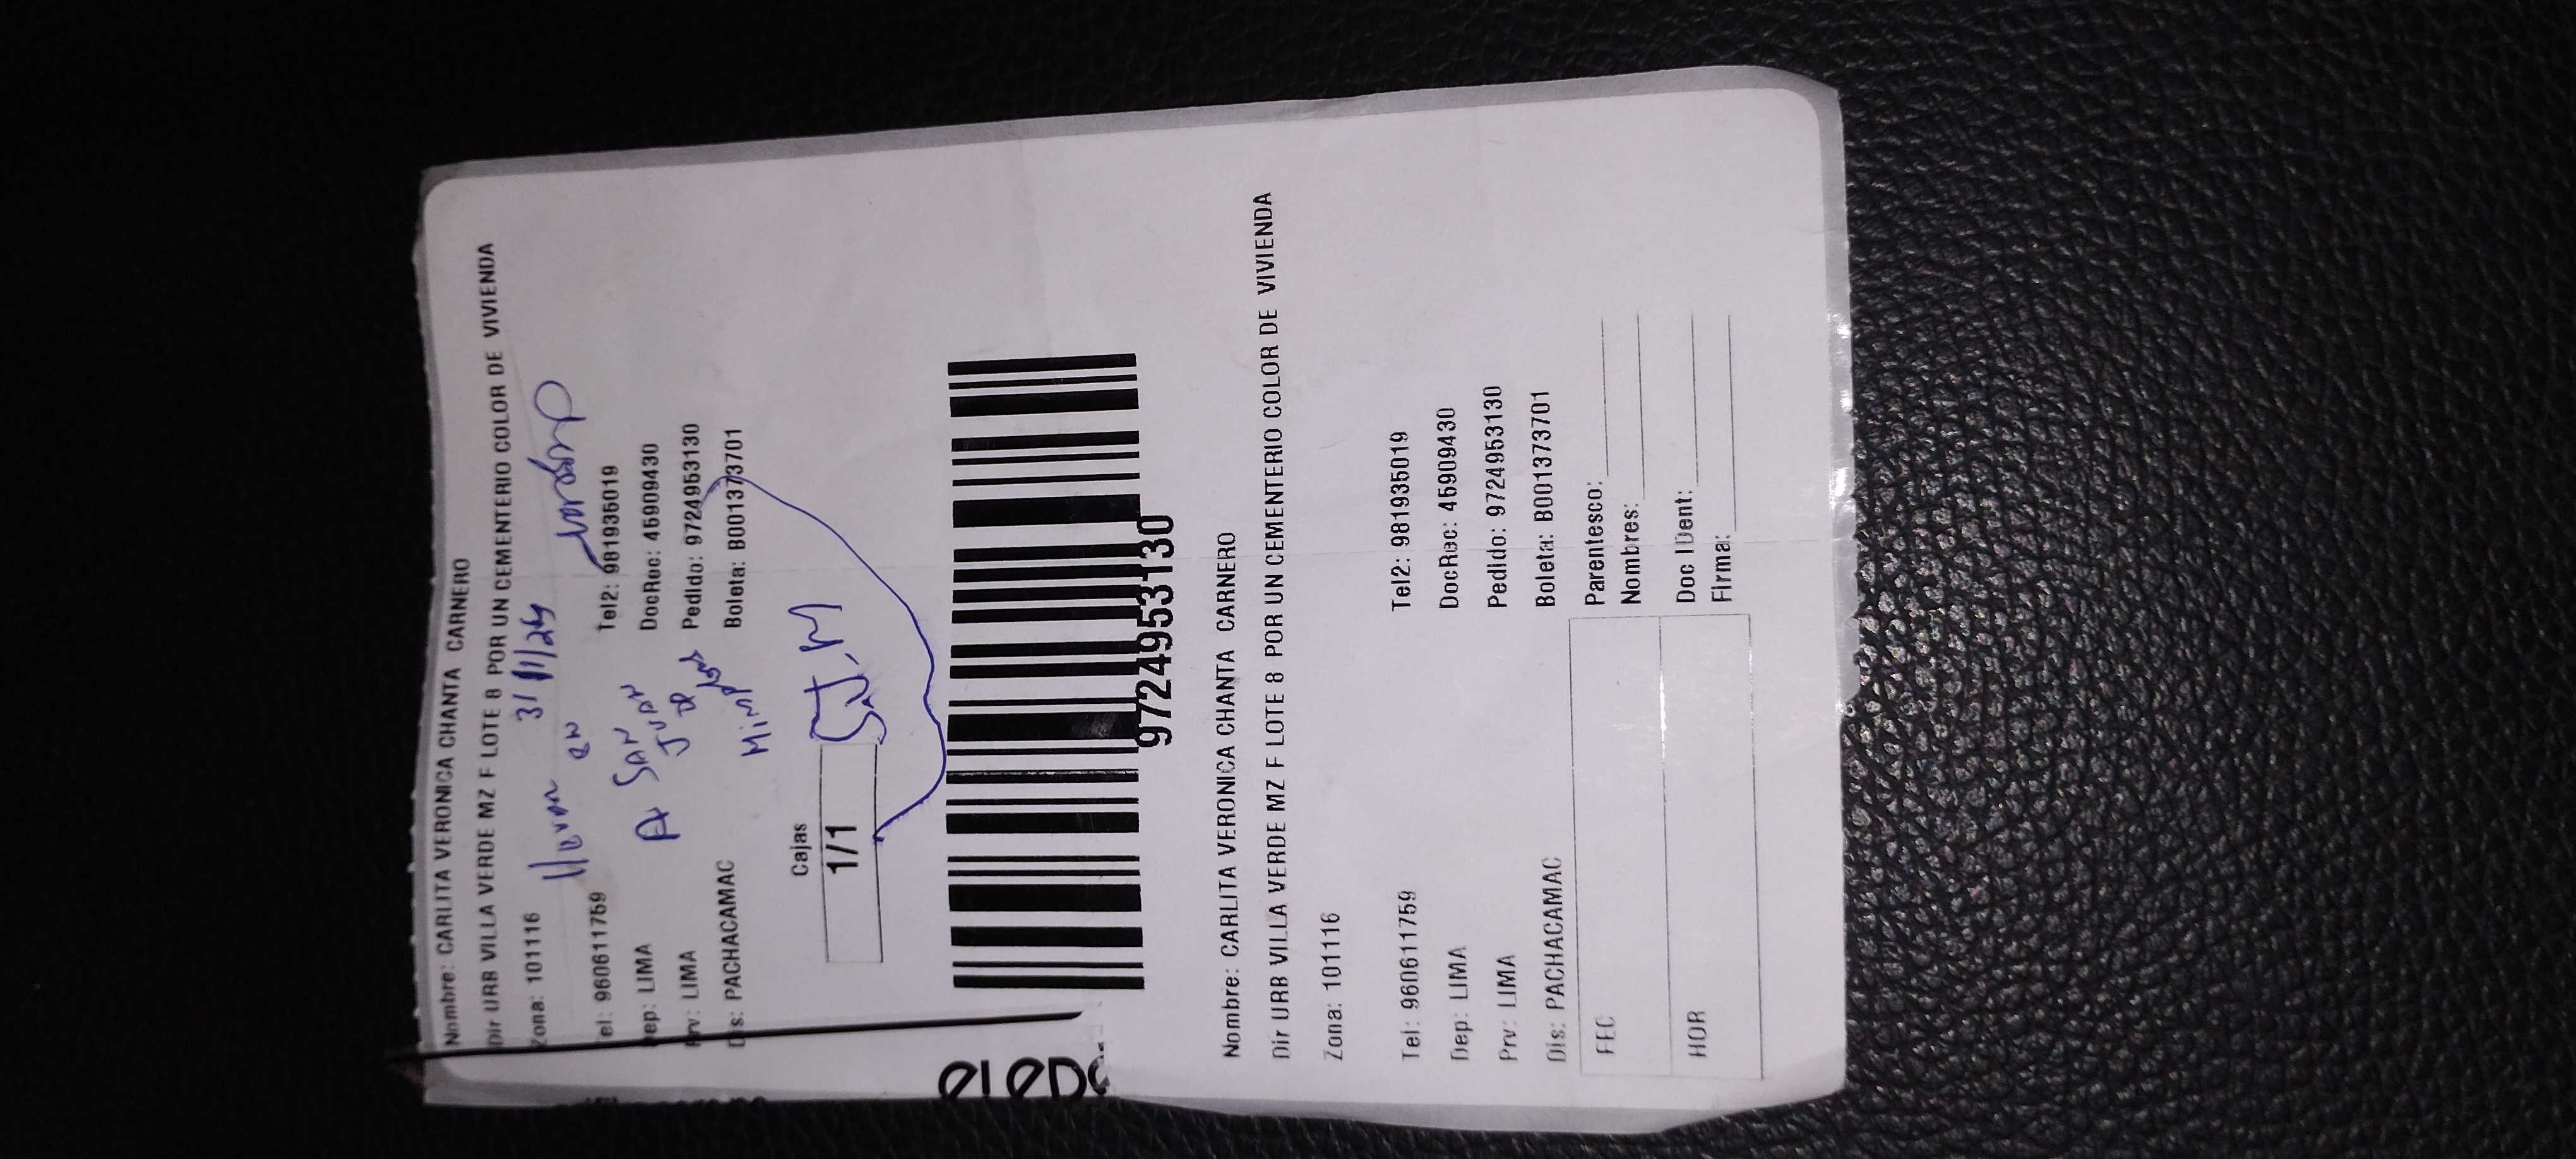 Nombre: CARLITA VERONICA CHANTA CARNERO
Dir URB VILLA VERDE MZ F LOTE 8 POR UN CEMENTERIO COLOR DE VIVIENDA
Zona: 101116
Tel: 960611759 Tel2: 981935019
Dep: LIMA DocRec: 45909430
Prv: LIMA Pedido: 9724953130
Dis: PACHACAMAC Boleta: B001373701
en
A SAN
JUAN
Cajas
1/1
SJ.M
9724953130
Nombre: CARLITA VERONICA CHANTA CARNERO
Dir URB VILLA VERDE MZ F LOTE 8 POR UN CEMENTERIO COLOR DE VIVIENDA
Zona: 101116
Tel: 960611759 Tel2: 981935019
Dep: LIMA DocRec: 45909430
Prv: LIMA Pedido: 9724953130
Dis: PACHACAMAC Boleta: B001373701
FEC Parentesco:
Nombres:
HOR Doc IDent:
Firma: